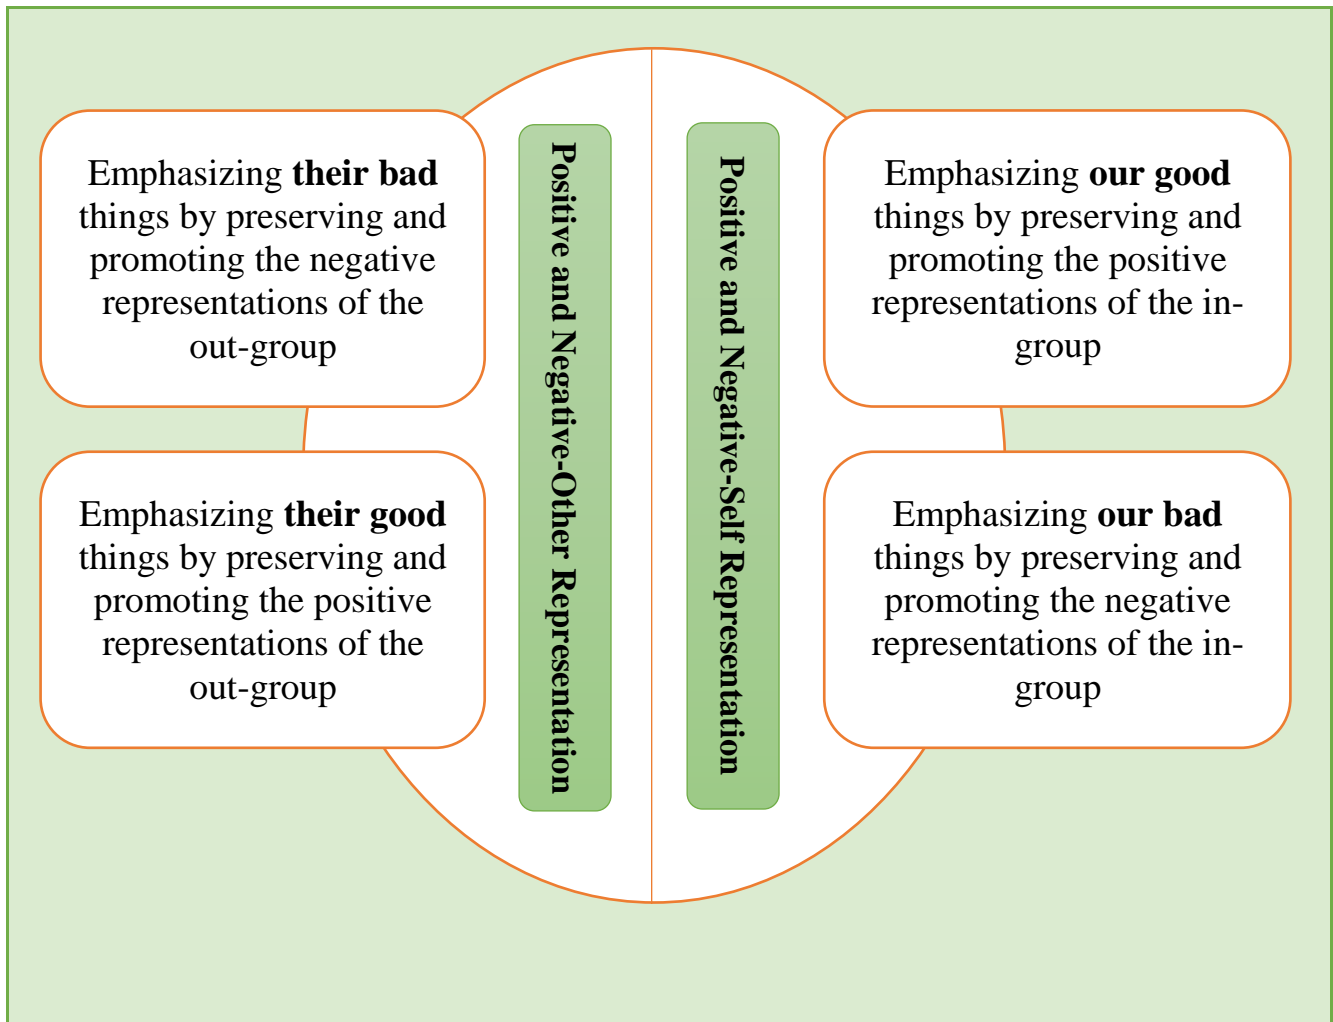 Emphasizing their bad
things by preserving and
promoting the negative
representations of the
out-group
Emphasizing their good
things by preserving and
promoting the positive
representations of the
out-group
Positive and Negative-Other Representation
Positive and Negative-Self Representation
Emphasizing our good
things by preserving and
promoting the positive
representations of the in-
group
Emphasizing our bad
things by preserving and
promoting the negative
representations of the in-
group